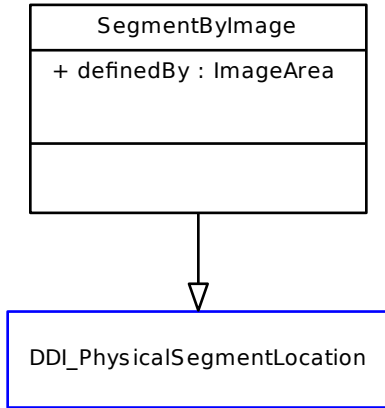 SegmentByImage
+ definedBy : ImageArea
DDI_PhysicalSegmentLocation